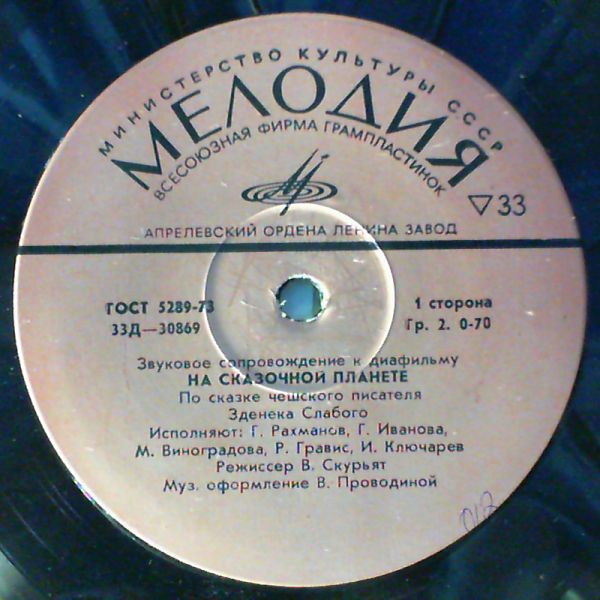 МИНИСТЕРСТВО КУЛЬТУРЫ СССР
МЕЛОДИЯ
ВСЕСОЮЗНАЯ ФИРМА ГРАМПЛАСТИНОК
▽33
АПРЕЛЕВСКИЙ ОРДЕНА ЛЕНИНА ЗАВОД
ГОСТ 5289-73
33Д—30869
1 сторона
Гр. 2. 0-70
Звуковое сопровождение к диафильму
НА СКАЗОЧНОЙ ПЛАНЕТЕ
По сказке чешского писателя
Зденека Слабого
Исполняют: Г. Рахманов, Г. Иванова,
М. Виноградова, Р. Гравис, И. Ключарев
Режиссер В. Скурьят
Муз. оформление В. Проводиной